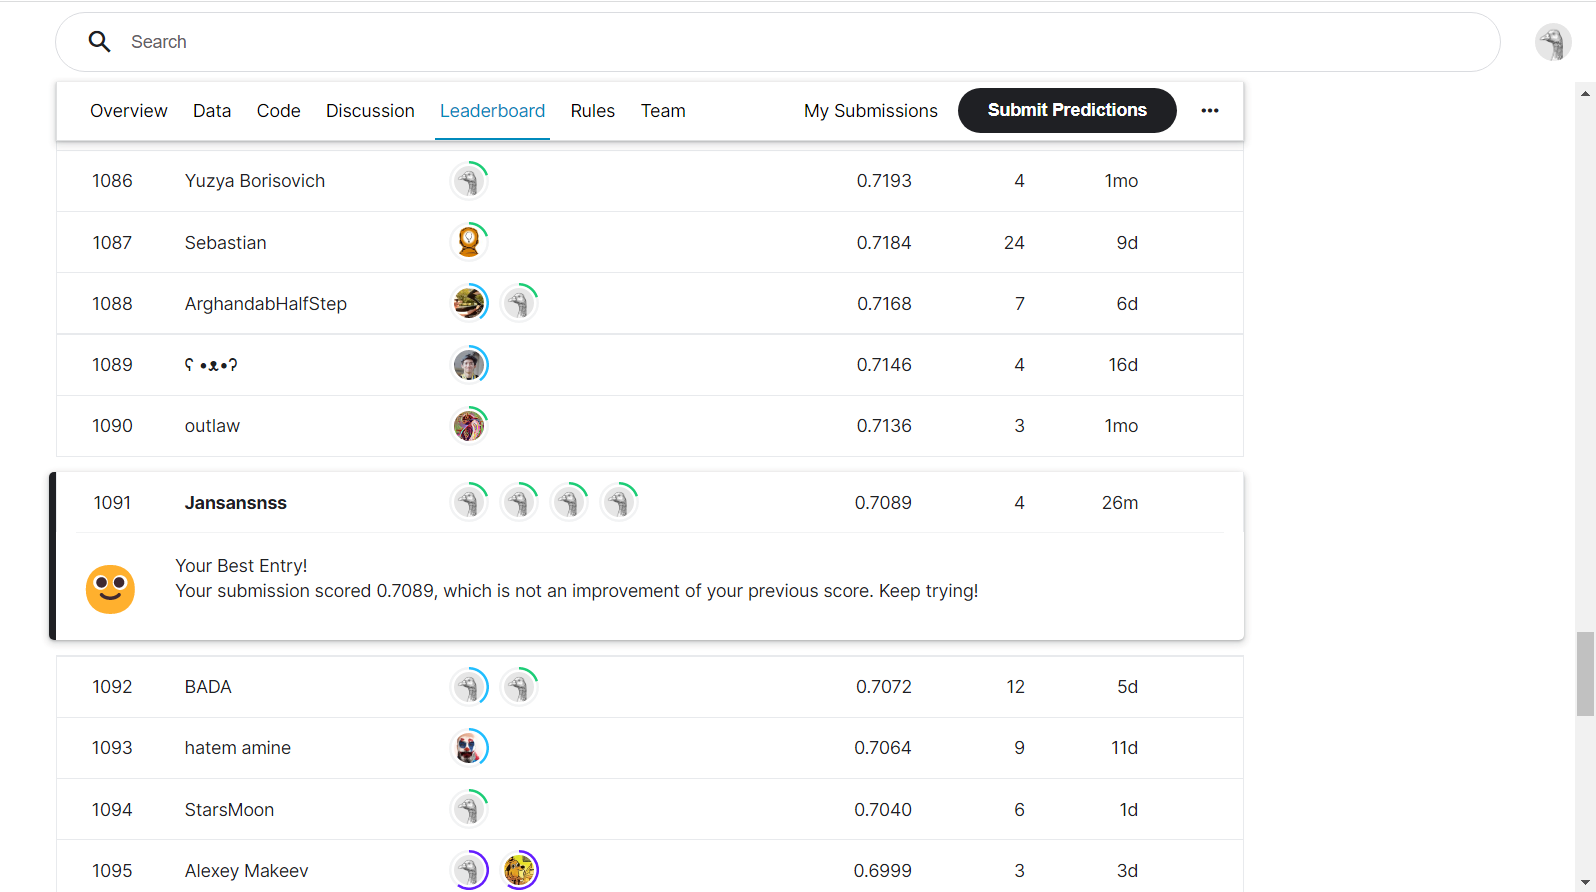 Search
Overview Data Code Discussion Leaderboard Rules Team My Submissions Submit Predictions •••
1086 Yuzya Borisovich 0.7193 4 1mo
1087 Sebastian 0.7184 24 9d
1088 ArghandabHalfStep 0.7168 7 6d
1089 ʕ •ᴥ•ʔ 0.7146 4 16d
1090 outlaw 0.7136 3 1mo
1091 Jansansnss 0.7089 4 26m
Your Best Entry!
Your submission scored 0.7089, which is not an improvement of your previous score. Keep trying!
1092 BADA 0.7072 12 5d
1093 hatem amine 0.7064 9 11d
1094 StarsMoon 0.7040 6 1d
1095 Alexey Makeev 0.6999 3 3d